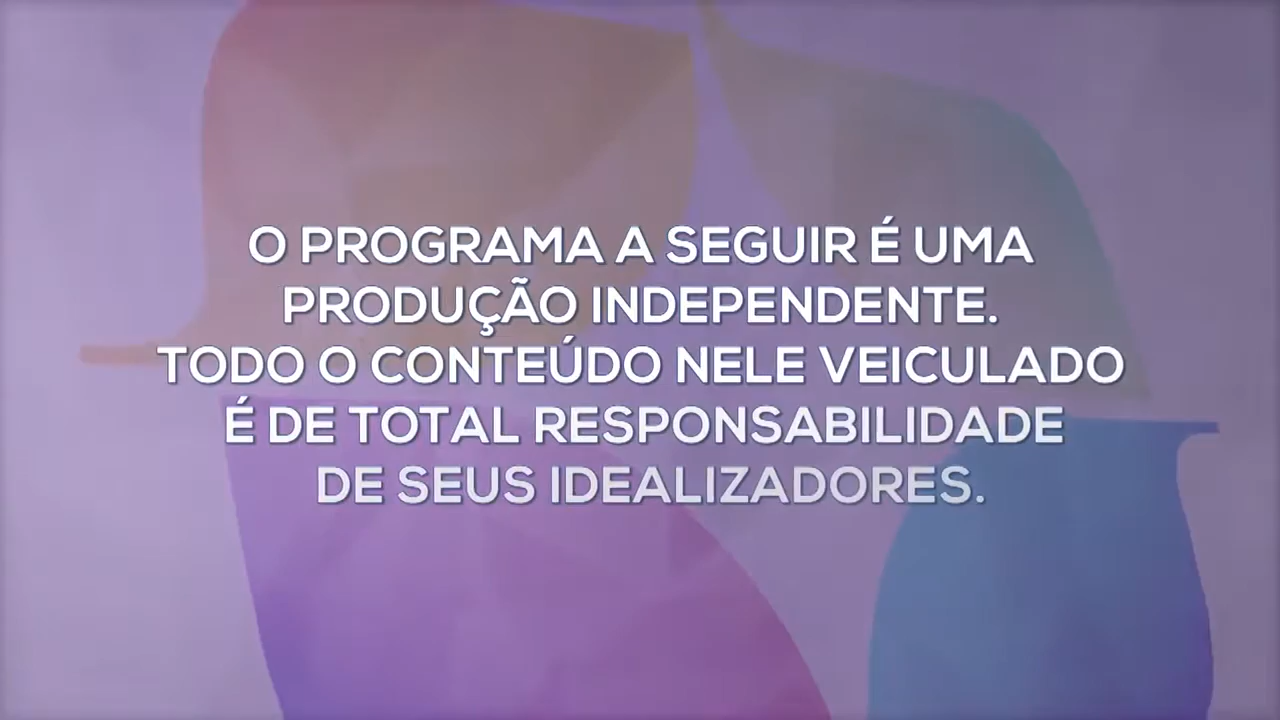 O PROGRAMA A SEGUIR É UMA
PRODUÇÃO INDEPENDENTE.
TODO O CONTEÚDO NELE VEICULADO
É DE TOTAL RESPONSABILIDADE
DE SEUS IDEALIZADORES.